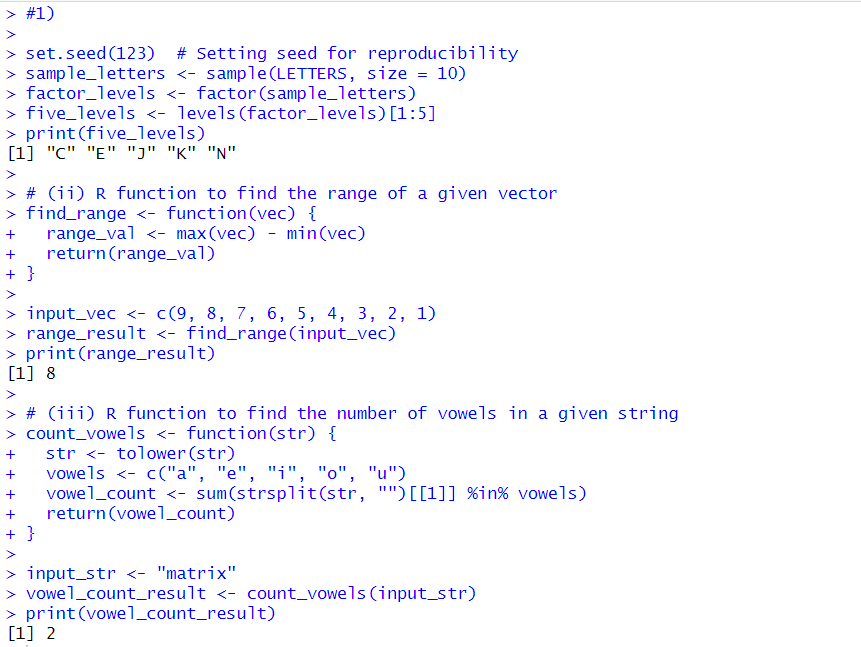 > #1)
>
> set.seed(123)  # Setting seed for reproducibility
> sample_letters <- sample(LETTERS, size = 10)
> factor_levels <- factor(sample_letters)
> five_levels <- levels(factor_levels)[1:5]
> print(five_levels)
[1] "C" "E" "J" "K" "N"
>
> # (ii) R function to find the range of a given vector
> find_range <- function(vec) {
+   range_val <- max(vec) - min(vec)
+   return(range_val)
+ }
>
> input_vec <- c(9, 8, 7, 6, 5, 4, 3, 2, 1)
> range_result <- find_range(input_vec)
> print(range_result)
[1] 8
>
> # (iii) R function to find the number of vowels in a given string
> count_vowels <- function(str) {
+   str <- tolower(str)
+   vowels <- c("a", "e", "i", "o", "u")
+   vowel_count <- sum(strsplit(str, "")[[1]] %in% vowels)
+   return(vowel_count)
+ }
>
> input_str <- "matrix"
> vowel_count_result <- count_vowels(input_str)
> print(vowel_count_result)
[1] 2